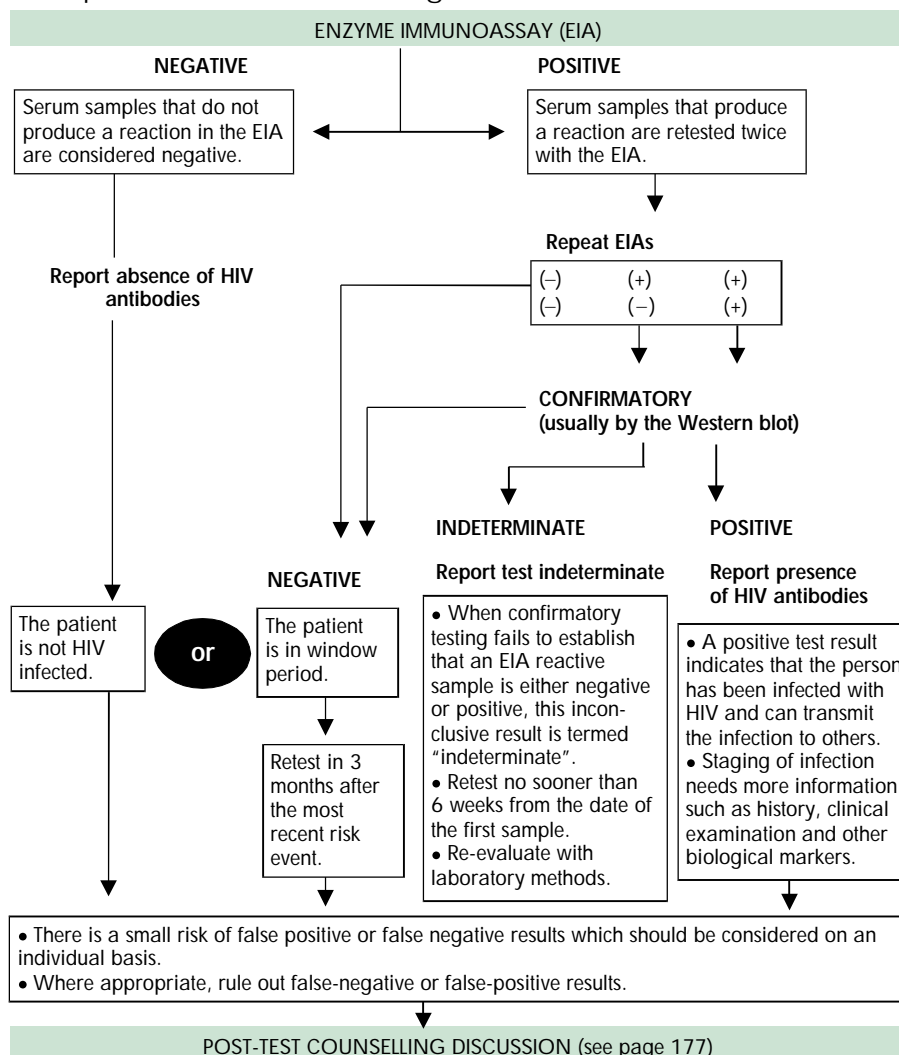 ENZYME IMMUNOASSAY (EIA)
NEGATIVE
Serum samples that do not
produce a reaction in the EIA
are considered negative.
POSITIVE
Serum samples that produce
a reaction are retested twice
with the EIA.
Repeat EIAs
(–) (+) (+)
(–) (–) (+)
Report absence of HIV
antibodies
CONFIRMATORY
(usually by the Western blot)
The patient
is not HIV
infected.
or
NEGATIVE
The patient
is in window
period.
Retest in 3
months after
the most
recent risk
event.
INDETERMINATE
Report test indeterminate
• When confirmatory
testing fails to establish
that an EIA reactive
sample is either negative
or positive, this incon-
clusive result is termed
“indeterminate”.
• Retest no sooner than
6 weeks from the date of
the first sample.
• Re-evaluate with
laboratory methods.
POSITIVE
Report presence
of HIV antibodies
• A positive test result
indicates that the person
has been infected with
HIV and can transmit
the infection to others.
• Staging of infection
needs more information
such as history, clinical
examination and other
biological markers.
• There is a small risk of false positive or false negative results which should be considered on an
individual basis.
• Where appropriate, rule out false-negative or false-positive results.
POST-TEST COUNSELLING DISCUSSION (see page 177)